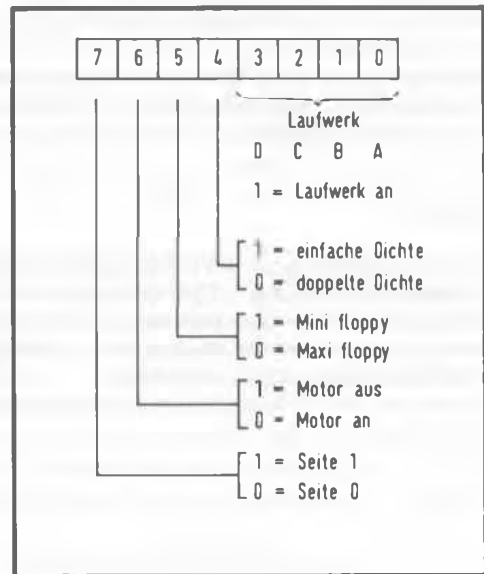 7 6 5 4 3 2 1 0
Laufwerk
D C B A
1 = Laufwerk an
1 = einfache Dichte
0 = doppelte Dichte
1 = Mini floppy
0 = Maxi floppy
1 = Motor aus
0 = Motor an
1 = Seite 1
0 = Seite 0